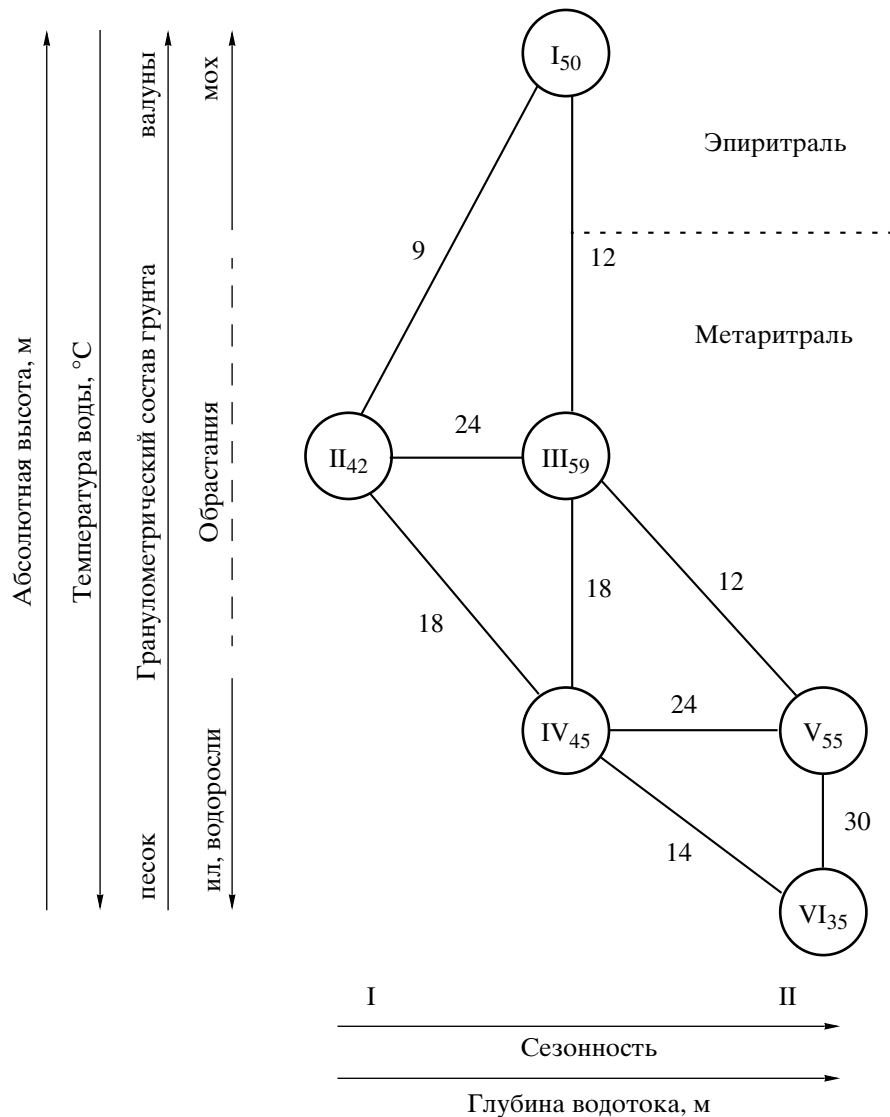 Абсолютная высота, м
Температура воды, °С
песок
Гранулометрический состав грунта
валуны
ил, водоросли
Обрастания
мох
I50
Эпиритраль
9
12
Метаритраль
II42
24
III59
18
18
12
IV45
24
V55
14
30
VI35
I
II
Сезонность
Глубина водотока, м